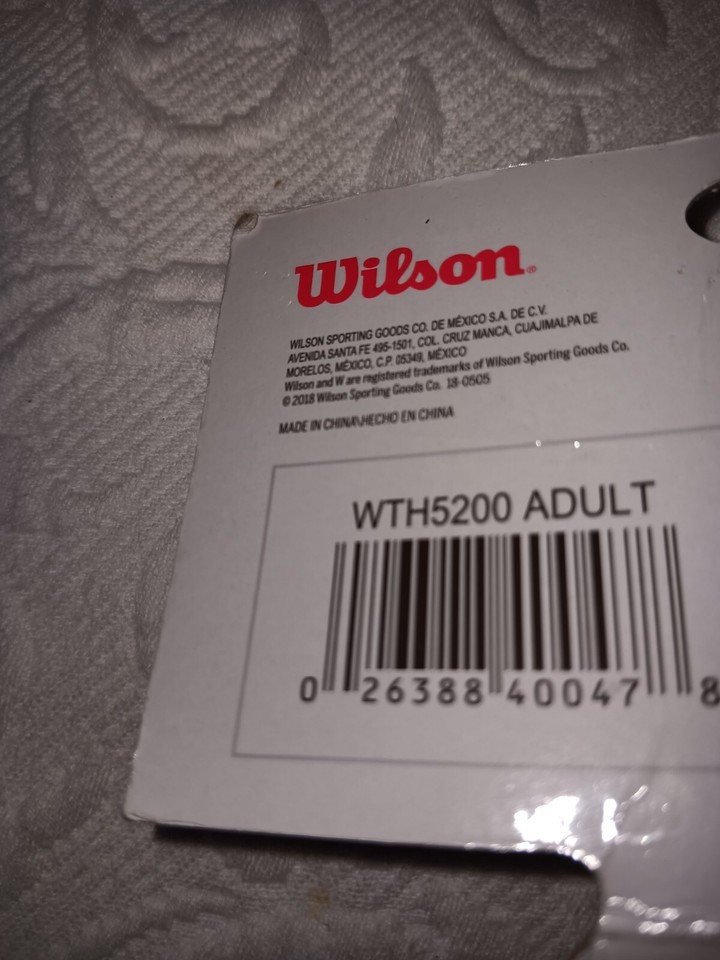 Wilson®
WILSON SPORTING GOODS CO. DE MÉXICO S.A. DE C.V.
AVENIDA SANTA FE 495-1501, COL. CRUZ MANCA, CUAJIMALPA DE
MORELOS, MÉXICO, C.P. 05349, MÉXICO
Wilson and W are registered trademarks of Wilson Sporting Goods Co.
© 2018 Wilson Sporting Goods Co. 18-0505
MADE IN CHINA\HECHO EN CHINA
WTH5200 ADULT
0 26388 40047 8